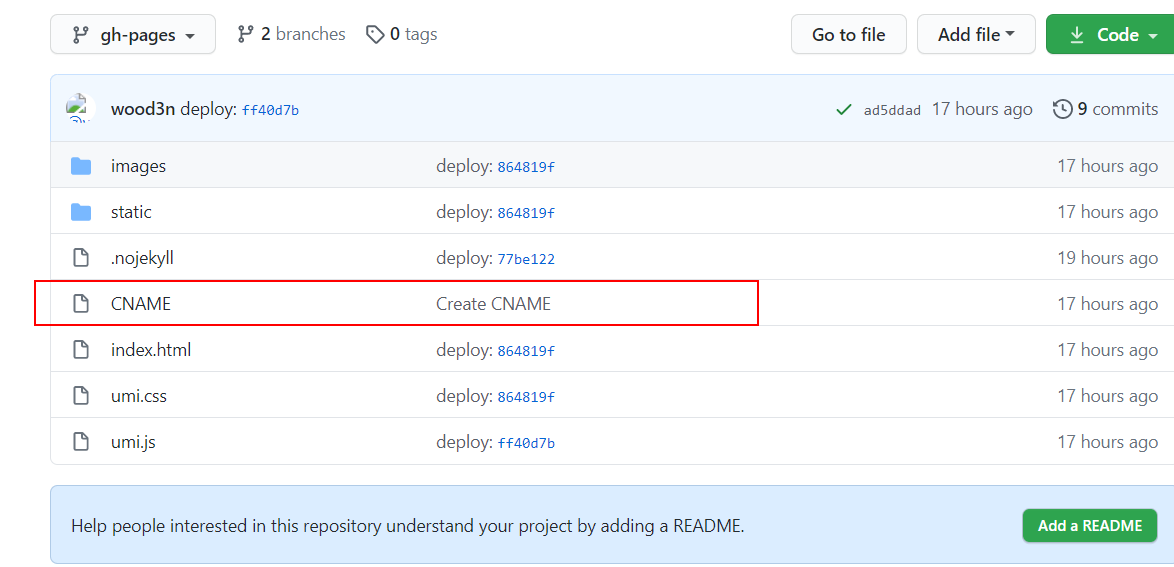 gh-pages 2 branches 0 tags Go to file Add file Code
wood3n deploy: ff40d7b ad5ddad 17 hours ago 9 commits
images deploy: 864819f 17 hours ago
static deploy: 864819f 17 hours ago
.nojekyll deploy: 77be122 19 hours ago
CNAME Create CNAME 17 hours ago
index.html deploy: 864819f 17 hours ago
umi.css deploy: 864819f 17 hours ago
umi.js deploy: ff40d7b 17 hours ago
Help people interested in this repository understand your project by adding a README. Add a README